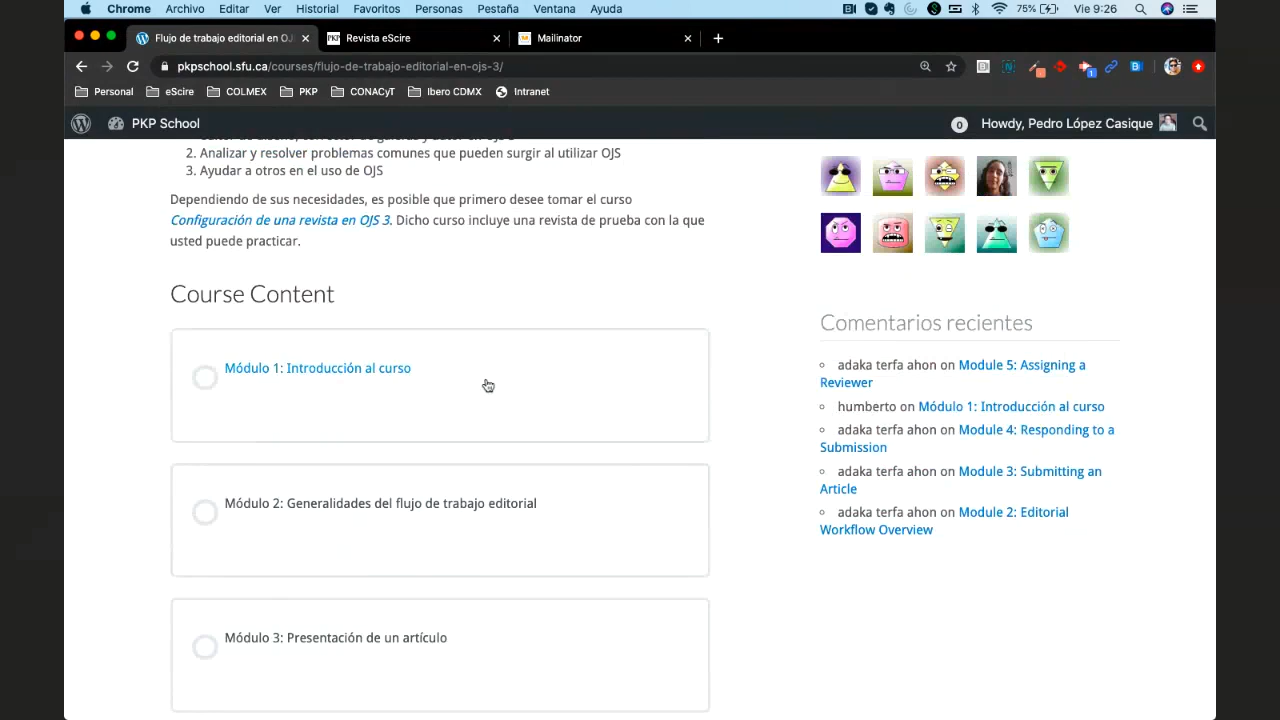 Chrome Archivo Editar Ver Historial Favoritos Personas Pestaña Ventana Ayuda 75% Vie 9:26
Flujo de trabajo editorial en OJ Revista eScire Mailinator
pkpschool.sfu.ca/courses/flujo-de-trabajo-editorial-en-ojs-3/
Personal eScire COLMEX PKP CONACyT Ibero CDMX Intranet
PKP School 0 Howdy, Pedro López Casique
2. Analizar y resolver problemas comunes que pueden surgir al utilizar OJS
3. Ayudar a otros en el uso de OJS
Dependiendo de sus necesidades, es posible que primero desee tomar el curso
Configuración de una revista en OJS 3. Dicho curso incluye una revista de prueba con la que
usted puede practicar.
Course Content
Módulo 1: Introducción al curso
Módulo 2: Generalidades del flujo de trabajo editorial
Módulo 3: Presentación de un artículo
Comentarios recientes
adaka terfa ahon on Module 5: Assigning a
Reviewer
humberto on Módulo 1: Introducción al curso
adaka terfa ahon on Module 4: Responding to a
Submission
adaka terfa ahon on Module 3: Submitting an
Article
adaka terfa ahon on Module 2: Editorial
Workflow Overview